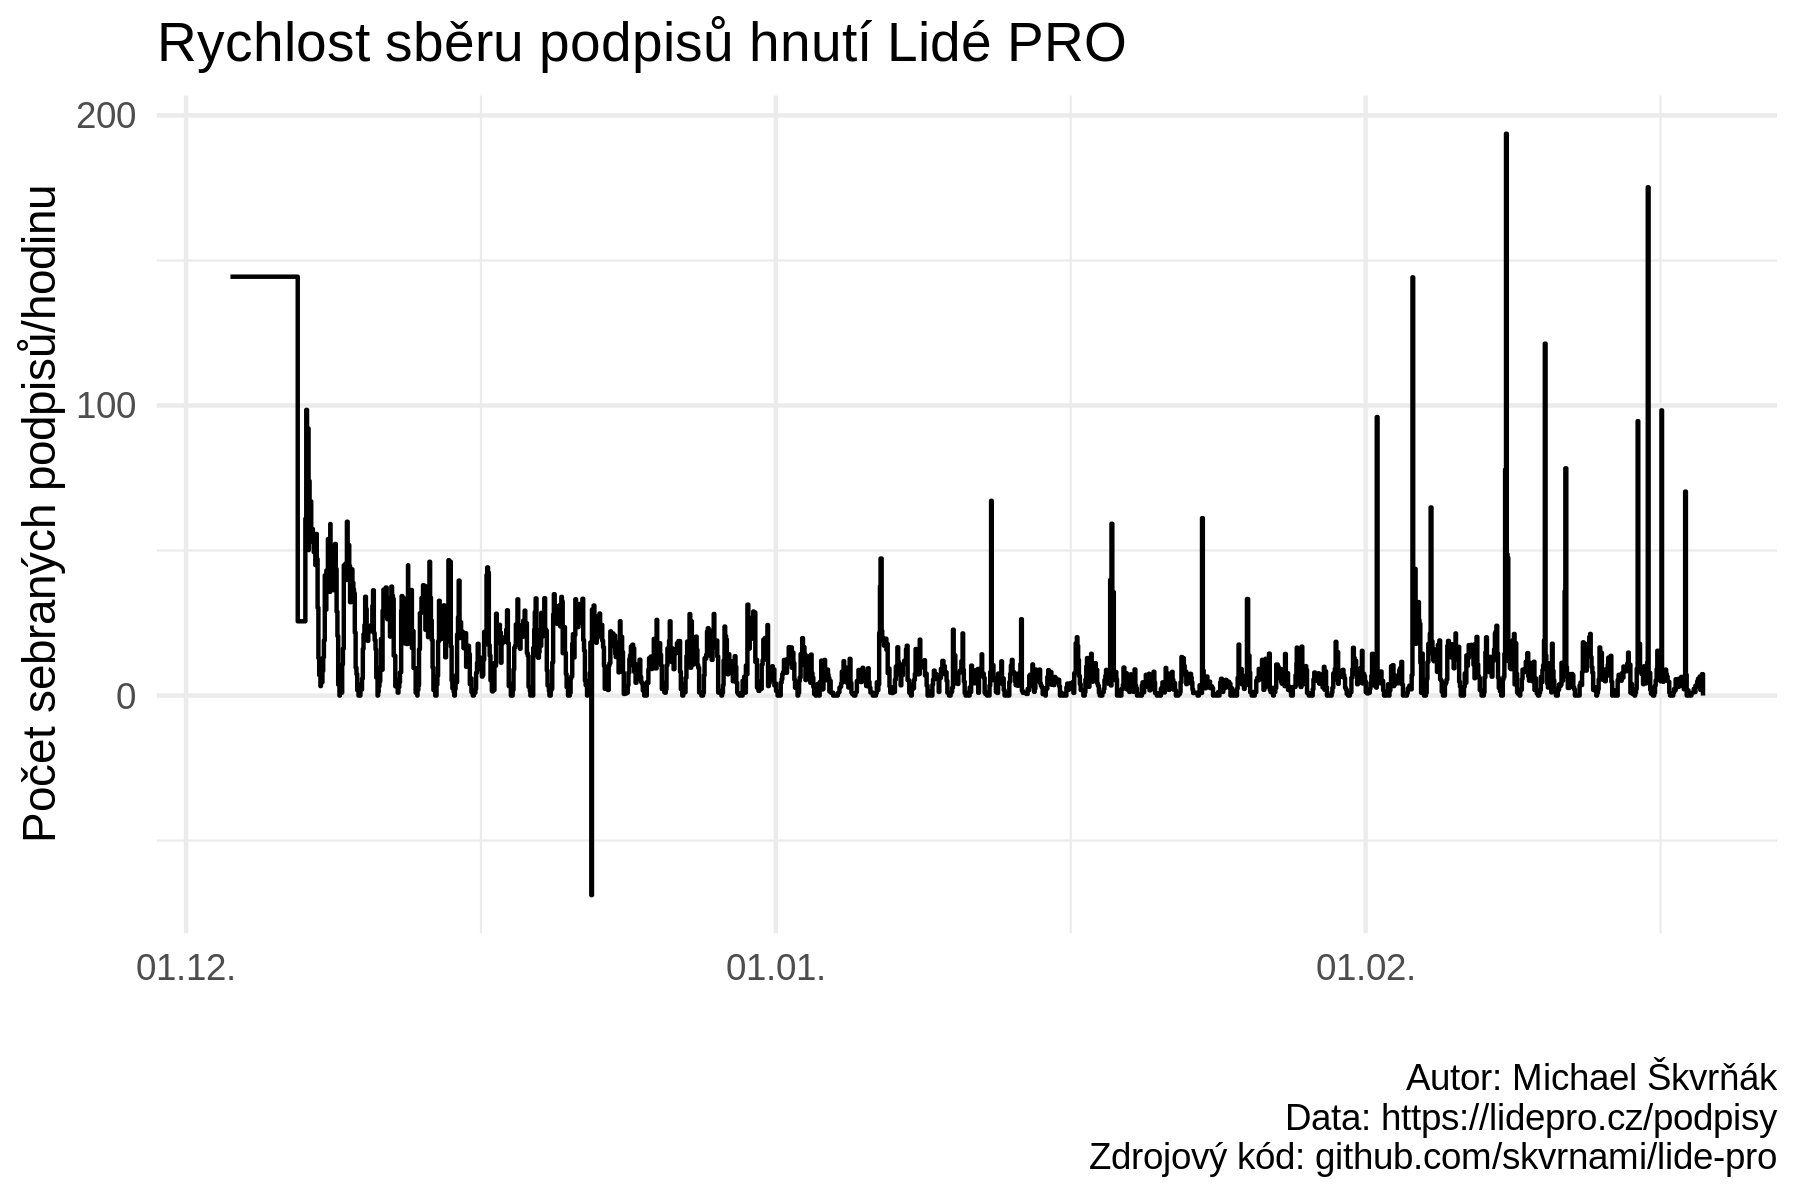 Rychlost sběru podpisů hnutí Lidé PRO
Počet sebraných podpisů/hodinu
200
100
0
01.12.
01.01.
01.02.
Autor: Michael Škvrňák
Data: https://lidepro.cz/podpisy
Zdrojový kód: github.com/skvrnami/lide-pro